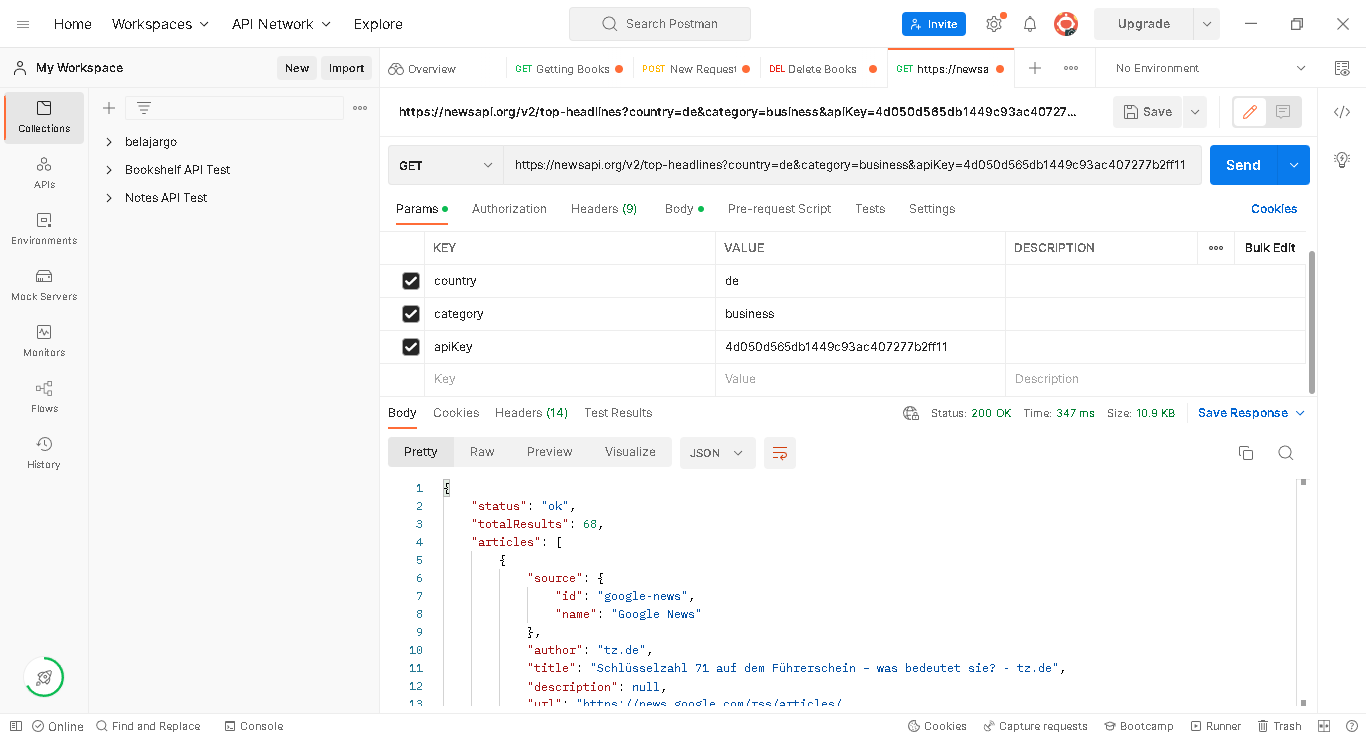 Home Workspaces API Network Explore Search Postman Invite Upgrade
My Workspace New Import Overview GET Getting Books POST New Request DEL Delete Books GET https://newsa No Environment
https://newsapi.org/v2/top-headlines?country=de&category=business&apiKey=4d050d565db1449c93ac40727... Save
Collections
belajargo
Bookshelf API Test
Notes API Test
APIs
Environments
Mock Servers
Monitors
Flows
History
GET https://newsapi.org/v2/top-headlines?country=de&category=business&apiKey=4d050d565db1449c93ac407277b2ff11 Send
Params Authorization Headers (9) Body Pre-request Script Tests Settings Cookies
KEY VALUE DESCRIPTION Bulk Edit
country de
category business
apiKey 4d050d565db1449c93ac407277b2ff11
Key Value Description
Body Cookies Headers (14) Test Results Status: 200 OK Time: 347 ms Size: 10.9 KB Save Response
Pretty Raw Preview Visualize JSON
1 {
2 "status": "ok",
3 "totalResults": 68,
4 "articles": [
5 {
6 "source": {
7 "id": "google-news",
8 "name": "Google News"
9 },
10 "author": "tz.de",
11 "title": "Schlüsselzahl 71 auf dem Führerschein – was bedeutet sie? - tz.de",
12 "description": null,
13 "url": "https://news.google.com/rss/articles/
Online Find and Replace Console Cookies Capture requests Bootcamp Runner Trash